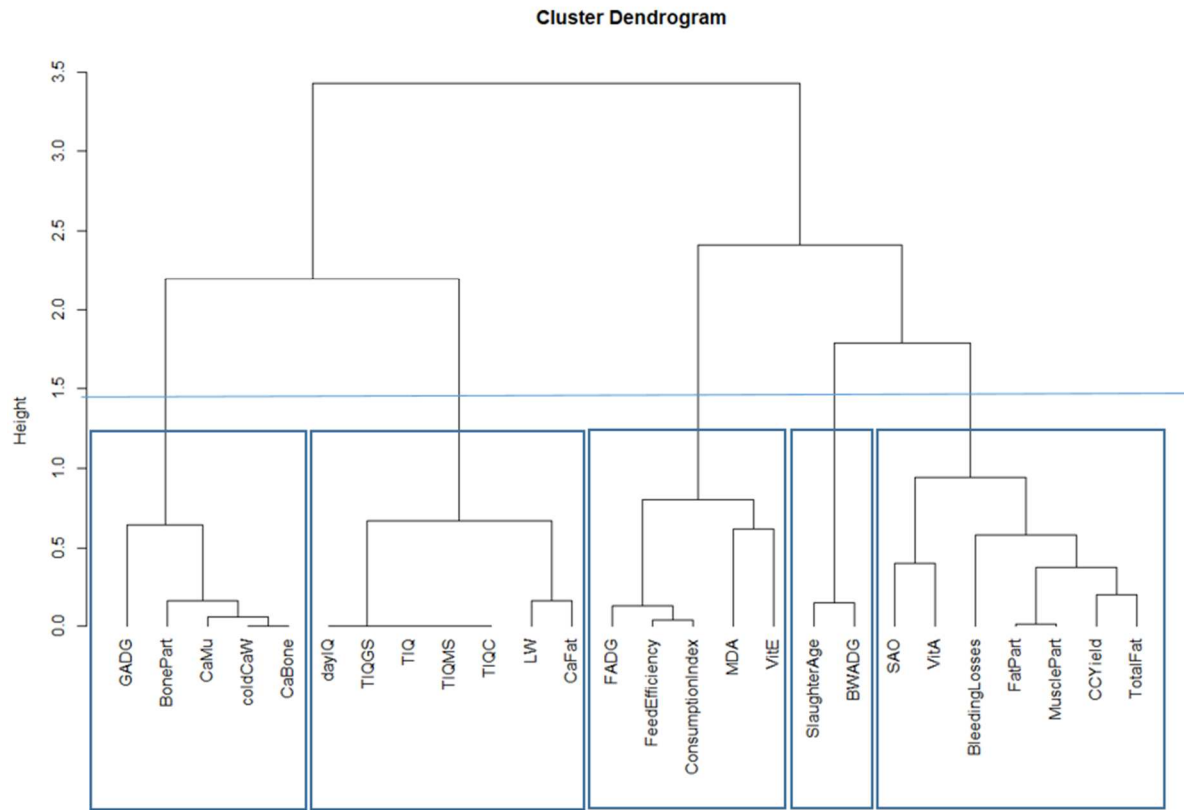 Cluster Dendrogram
3.5
3.0
2.5
2.0
1.5
1.0
0.5
0.0
Height
GADG
BonePart
CaMu
coldCaW
CaBone
dayIQ
TIQGS
TIQ
TIQMS
TIQC
LW
CaFat
FADG
FeedEfficiency
ConsumptionIndex
MDA
VitE
SlaughterAge
BWADG
SAO
VitA
BleedingLosses
FatPart
MusclePart
CCYield
TotalFat